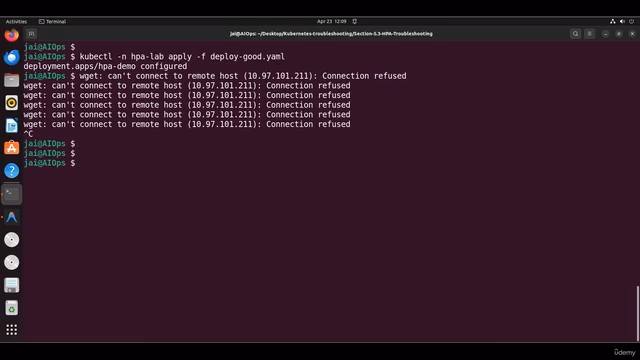 Activities
Terminal
Apr 23 12:09
jai@AIOps: ~/Desktop/Kubernetes-troubleshooting/Section-5.3-HPA-Troubleshooting
jai@AIOps $
jai@AIOps $ kubectl -n hpa-lab apply -f deploy-good.yaml
deployment.apps/hpa-demo configured
jai@AIOps $ wget: can't connect to remote host (10.97.101.211): Connection refused
wget: can't connect to remote host (10.97.101.211): Connection refused
wget: can't connect to remote host (10.97.101.211): Connection refused
wget: can't connect to remote host (10.97.101.211): Connection refused
wget: can't connect to remote host (10.97.101.211): Connection refused
wget: can't connect to remote host (10.97.101.211): Connection refused
^C
jai@AIOps $
jai@AIOps $
jai@AIOps $
ûdemy